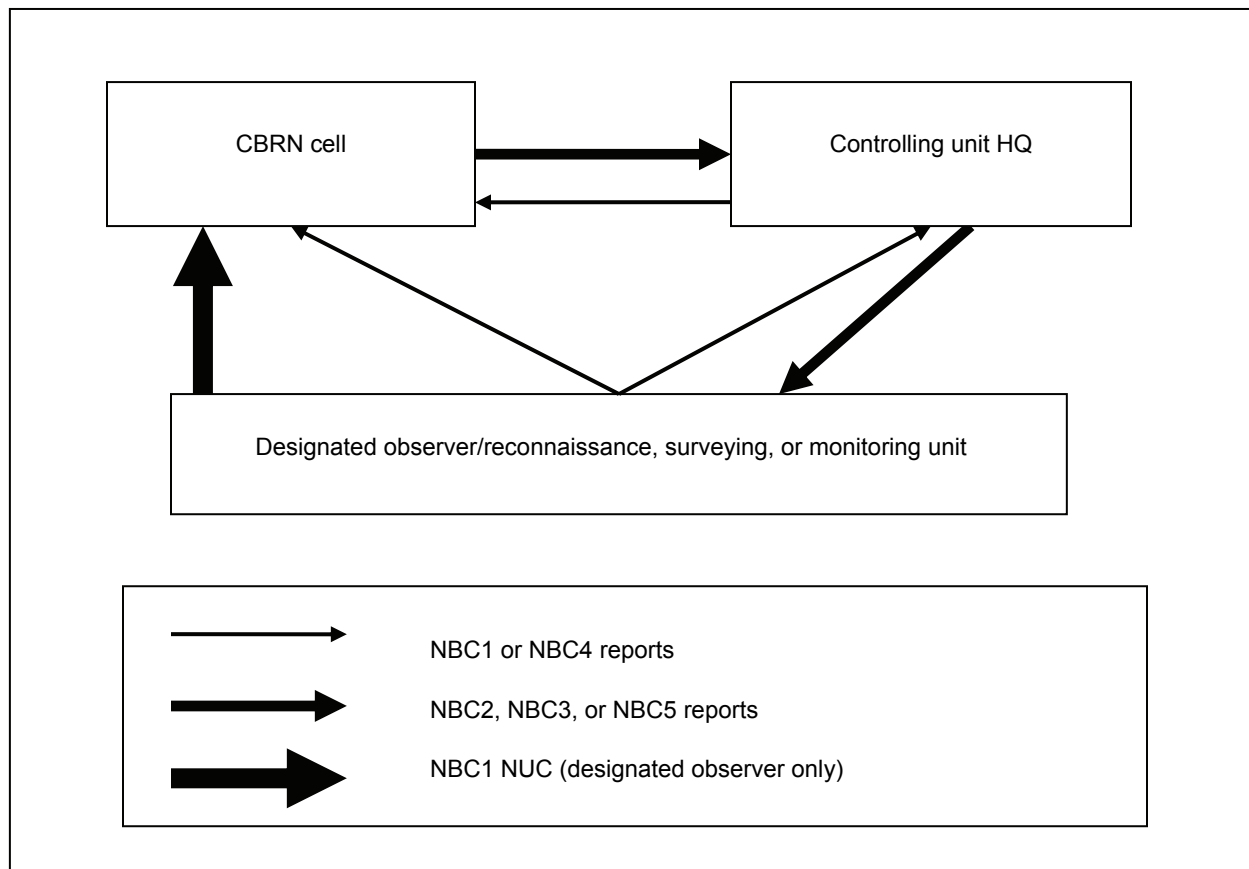 CBRN cell
Controlling unit HQ
Designated observer/reconnaissance, surveying, or monitoring unit
NBC1 or NBC4 reports
NBC2, NBC3, or NBC5 reports
NBC1 NUC (designated observer only)